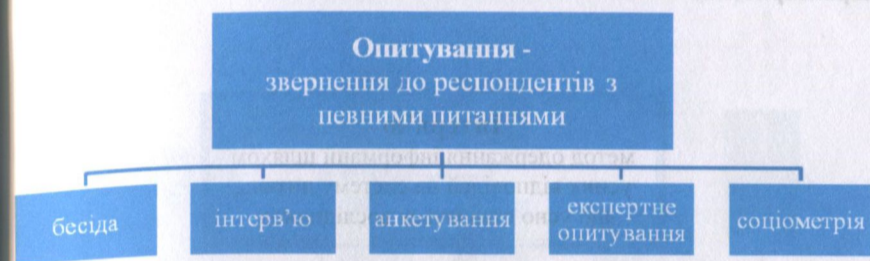 Опитування -
звернення до респондентів з
певними питаннями
бесіда
інтерв’ю
анкетування
експертне
опитування
соціометрія